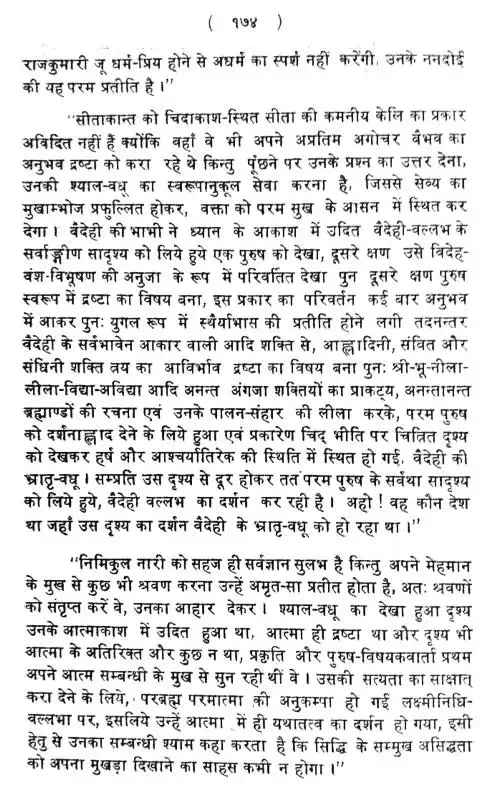 ( १७४ )
राजकुमारी जू धर्म-प्रिय होने से अधर्म का स्पर्श नहीं करेंगी, उनके ननदोई
की यह परम प्रतीति है ।”
“सीताकान्त को चिदाकाश-स्थित सीता की कमनीय केलि का प्रकार
अविदित नहीं हैं क्योंकि वहाँ वे भी अपने अप्रतिम अगोचर वैभव का
अनुभव द्रष्टा को करा रहे थे किन्तु पूंछने पर उनके प्रश्न का उत्तर देना,
उनकी श्याल-वधू का स्वरूपानुकूल सेवा करना है, जिससे सेव्य का
मुखाम्भोज प्रफुल्लित होकर, वक्ता को परम सुख के आसन में स्थित कर
देगा । वैदेही की भाभी ने ध्यान के आकाश में उदित वैदेही-वल्लभ के
सर्वाङ्गीण सादृश्य को लिये हुये एक पुरुष को देखा, दूसरे क्षण उसे विदेह-
वंश-विभूषण की अनुजा के रूप में परिवर्तित देखा पुन दूसरे क्षण पुरुष
स्वरूप में द्रष्टा का विषय बना, इस प्रकार का परिवर्तन कई बार अनुभव
में आकर पुनः युगल रूप में स्थैर्याभास की प्रतीति होने लगी तदनन्तर
वैदेही के सर्वभावेन आकार वाली आदि शक्ति से, आह्लादिनी, संवित और
संधिनी शक्ति त्रय का आविर्भाव द्रष्टा का विषय बना पुनः श्री-भू-नीला-
लीला-विद्या-अविद्या आदि अनन्त अंगजा शक्तियों का प्राकट्य, अनन्तानन्त
ब्रह्माण्डों की रचना एवं उनके पालन-संहार की लीला करके, परम पुरुष
को दर्शनाह्लाद देने के लिये हुआ एवं प्रकारेण चिद् भीति पर चित्रित दृश्य
को देखकर हर्ष और आश्चर्यातिरेक की स्थिति में स्थित हो गई, वैदेही की
भ्रातृ-वधू । सम्प्रति उस दृश्य से दूर होकर तत परम पुरुष के सर्वथा सादृश्य
को लिये हुये, वैदेही वल्लभ का दर्शन कर रही है । अहो ! वह कौन देश
था जहाँ उस दृश्य का दर्शन वैदेही के भ्रातृ-वधू को हो रहा था ।”
“निमिकुल नारी को सहज ही सर्वज्ञान सुलभ है किन्तु अपने मेहमान
के मुख से कुछ भी श्रवण करना उन्हें अमृत-सा प्रतीत होता है, अतः श्रवणों
को संतृप्त करें वे, उनका आहार देकर । श्याल-वधू का देखा हुआ दृश्य
उनके आत्माकाश में उदित हुआ था, आत्मा ही द्रष्टा था और दृश्य भी
आत्मा के अतिरिक्त और कुछ न था, प्रकृति और पुरुष-विषयकवार्ता प्रथम
अपने आत्म सम्बन्धी के मुख से सुन रही थीं वे । उसकी सत्यता का साक्षात्
करा देने के लिये, परब्रह्म परमात्मा की अनुकम्पा हो गई लक्ष्मीनिधि-
वल्लभा पर, इसलिये उन्हें आत्मा में ही यथातत्व का दर्शन हो गया, इसी
हेतु से उनका सम्बन्धी श्याम कहा करता है कि सिद्धि के सम्मुख असिद्धता
को अपना मुखड़ा दिखाने का साहस कभी न होगा ।”